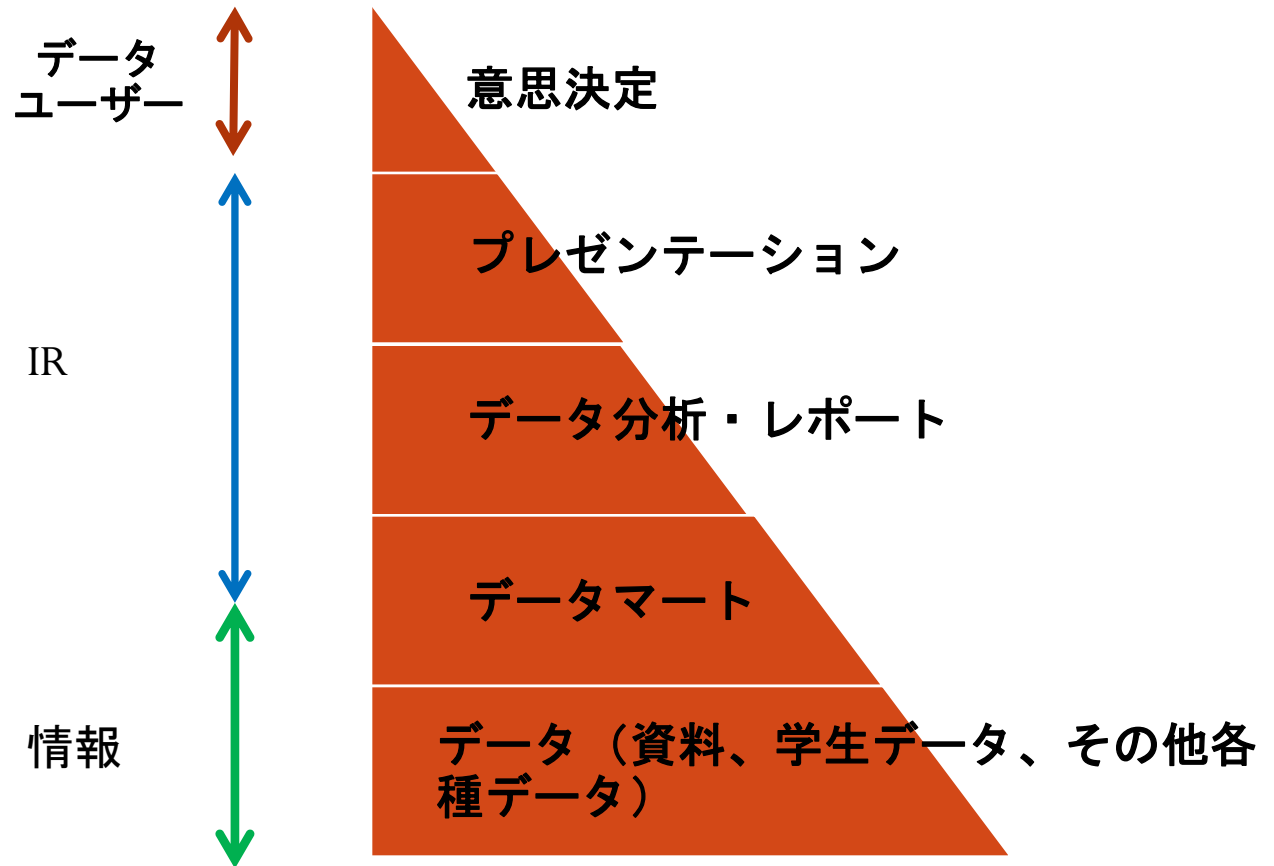 データ
ユーザー
意思決定
プレゼンテーション
IR
データ分析・レポート
データマート
情報
データ（資料、学生データ、その他各
種データ）